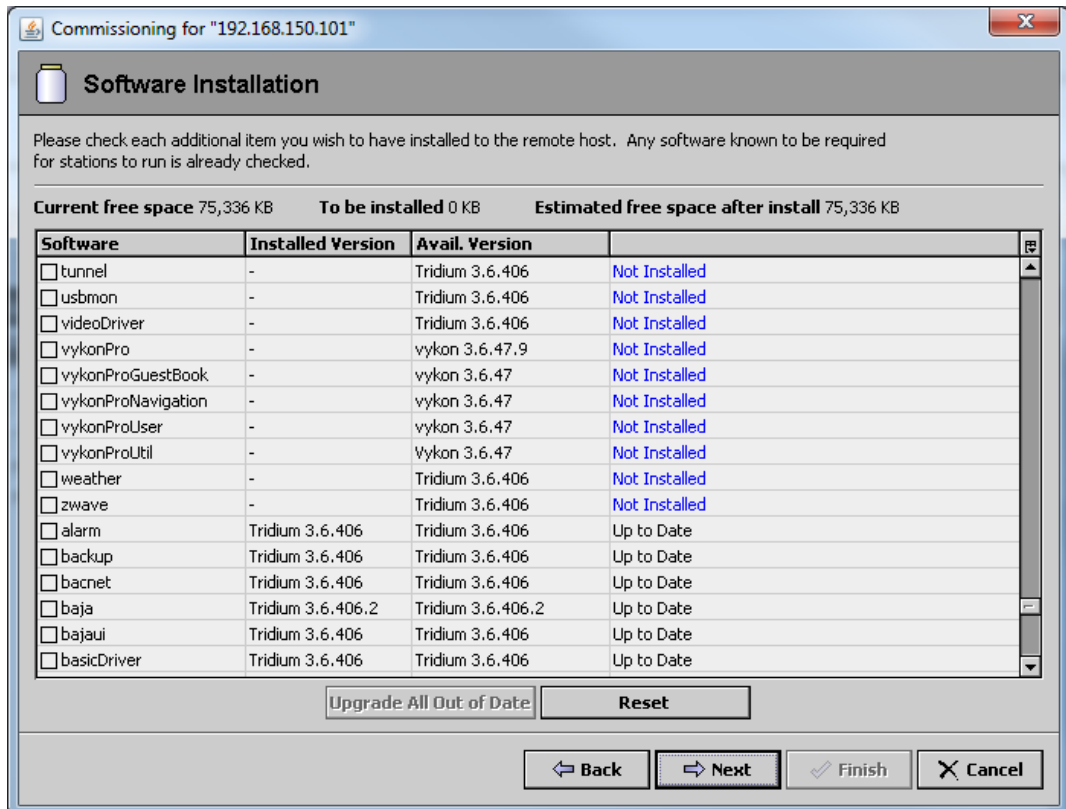 Commissioning for "192.168.150.101"
Software Installation
Please check each additional item you wish to have installed to the remote host. Any software known to be required
for stations to run is already checked.
Current free space 75,336 KB To be installed 0 KB Estimated free space after install 75,336 KB
Software Installed Version Avail. Version
tunnel - Tridium 3.6.406 Not Installed
usbmon - Tridium 3.6.406 Not Installed
videoDriver - Tridium 3.6.406 Not Installed
vykonPro - vykon 3.6.47.9 Not Installed
vykonProGuestBook - vykon 3.6.47 Not Installed
vykonProNavigation - vykon 3.6.47 Not Installed
vykonProUser - vykon 3.6.47 Not Installed
vykonProUtil - Vykon 3.6.47 Not Installed
weather - Tridium 3.6.406 Not Installed
zwave - Tridium 3.6.406 Not Installed
alarm Tridium 3.6.406 Tridium 3.6.406 Up to Date
backup Tridium 3.6.406 Tridium 3.6.406 Up to Date
bacnet Tridium 3.6.406 Tridium 3.6.406 Up to Date
baja Tridium 3.6.406.2 Tridium 3.6.406.2 Up to Date
bajaui Tridium 3.6.406 Tridium 3.6.406 Up to Date
basicDriver Tridium 3.6.406 Tridium 3.6.406 Up to Date
Upgrade All Out of Date Reset
Back Next Finish Cancel